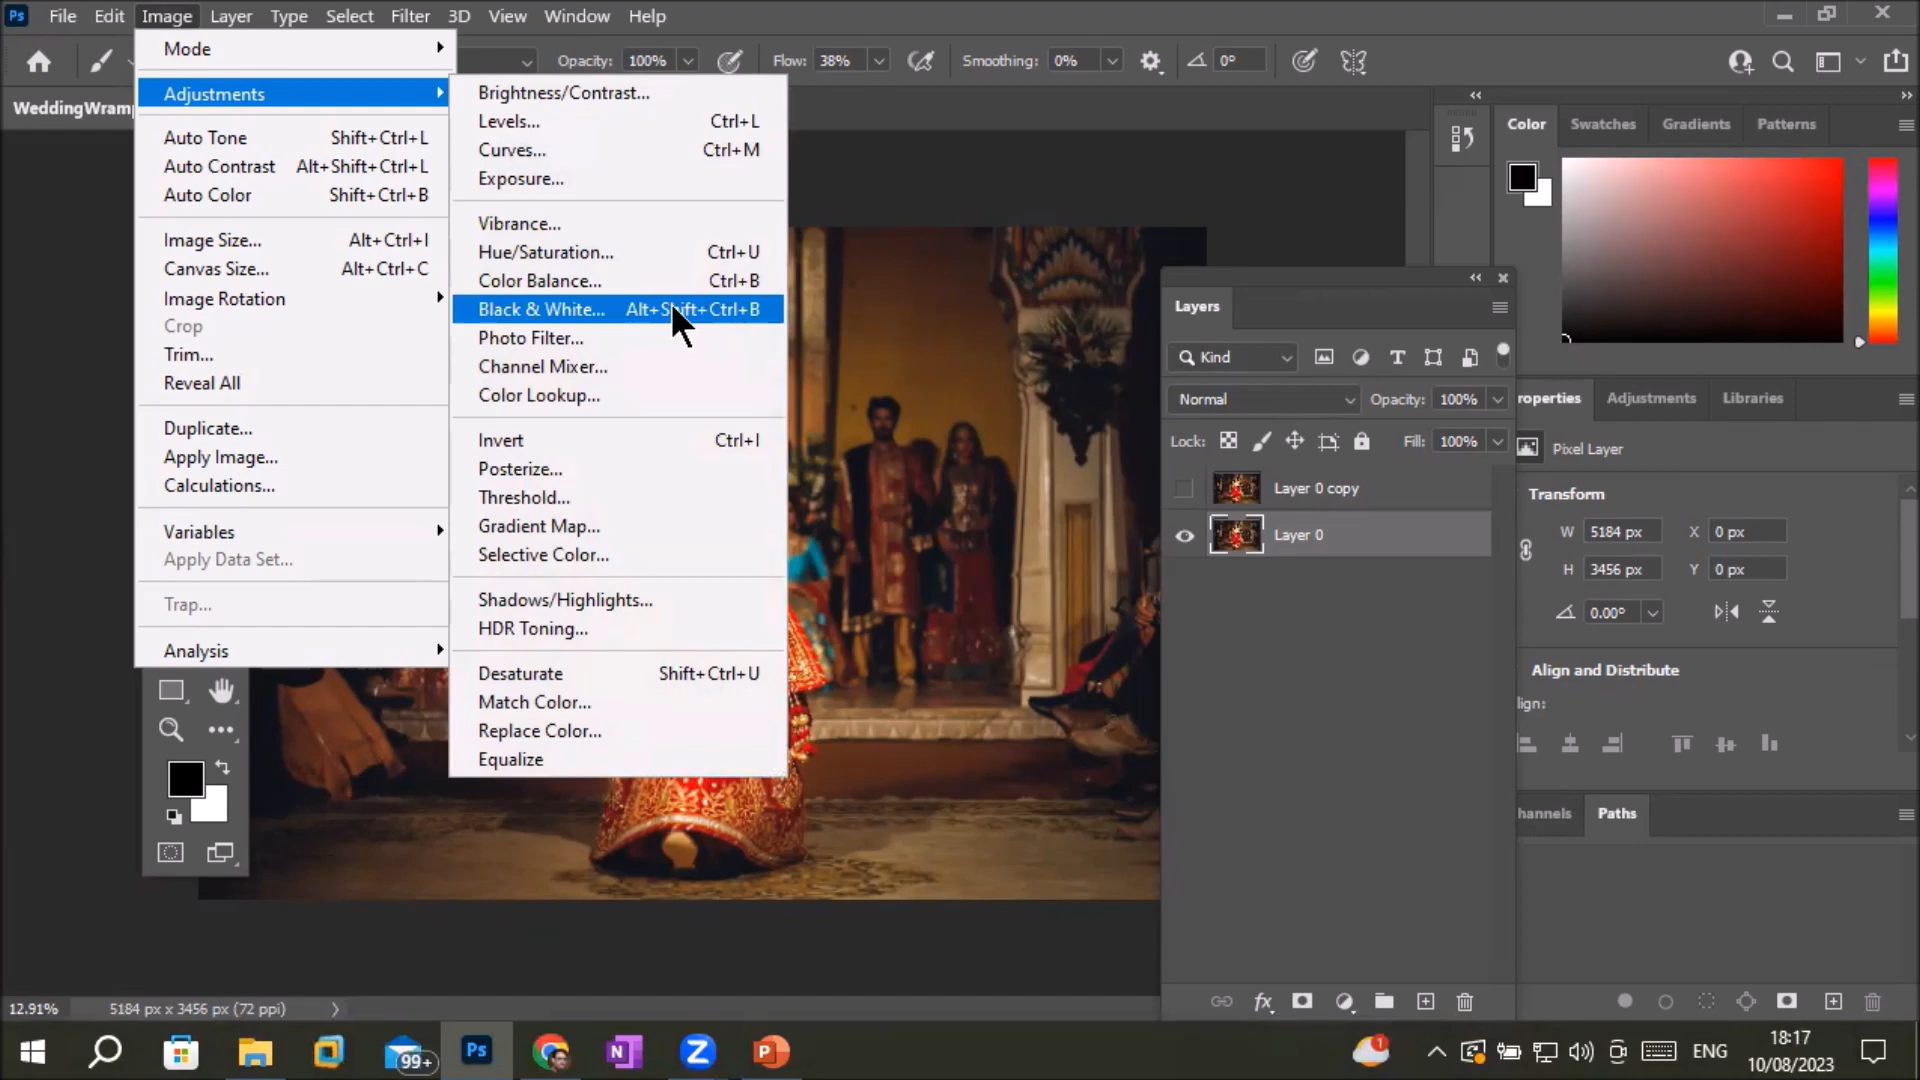 Ps File Edit Image Layer Type Select Filter 3D View Window Help
Opacity: 100% Flow: 38% Smoothing: 0% 0°
WeddingWramp
Mode
Adjustments
Auto Tone Shift+Ctrl+L
Auto Contrast Alt+Shift+Ctrl+L
Auto Color Shift+Ctrl+B
Image Size... Alt+Ctrl+I
Canvas Size... Alt+Ctrl+C
Image Rotation
Crop
Trim...
Reveal All
Duplicate...
Apply Image...
Calculations...
Variables
Apply Data Set...
Trap...
Analysis
Brightness/Contrast...
Levels... Ctrl+L
Curves... Ctrl+M
Exposure...
Vibrance...
Hue/Saturation... Ctrl+U
Color Balance... Ctrl+B
Black & White... Alt+Shift+Ctrl+B
Photo Filter...
Channel Mixer...
Color Lookup...
Invert Ctrl+I
Posterize...
Threshold...
Gradient Map...
Selective Color...
Shadows/Highlights...
HDR Toning...
Desaturate Shift+Ctrl+U
Match Color...
Replace Color...
Equalize
Layers
Kind
Normal Opacity: 100%
Lock: Fill: 100%
Layer 0 copy
Layer 0
fx
Color Swatches Gradients Patterns
roperties Adjustments Libraries
Pixel Layer
Transform
W 5184 px X 0 px
H 3456 px Y 0 px
0.00°
Align and Distribute
lign:
hannels Paths
12.91% 5184 px x 3456 px (72 ppi)
99+ Ps N Z P 1 ENG
18:17
10/08/2023